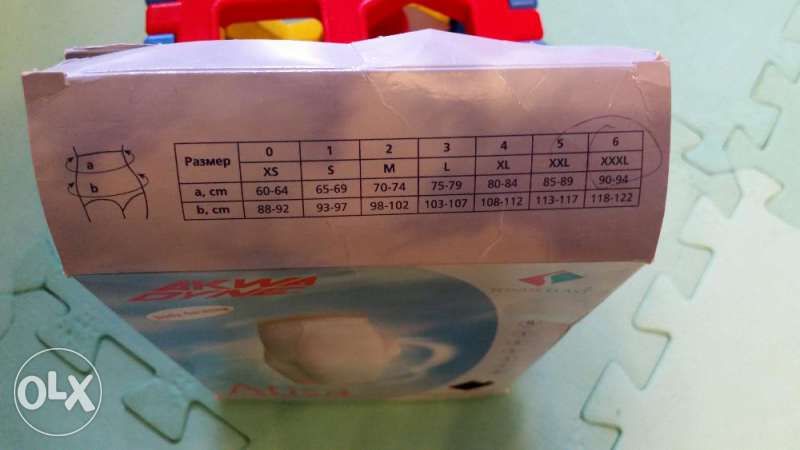 a
b
Размер 0 1 2 3 4 5 6
XS S M L XL XXL XXXL
a, cm 60-64 65-69 70-74 75-79 80-84 85-89 90-94
b, cm 88-92 93-97 98-102 103-107 108-112 113-117 118-122
AKWA
DYNE
OLX